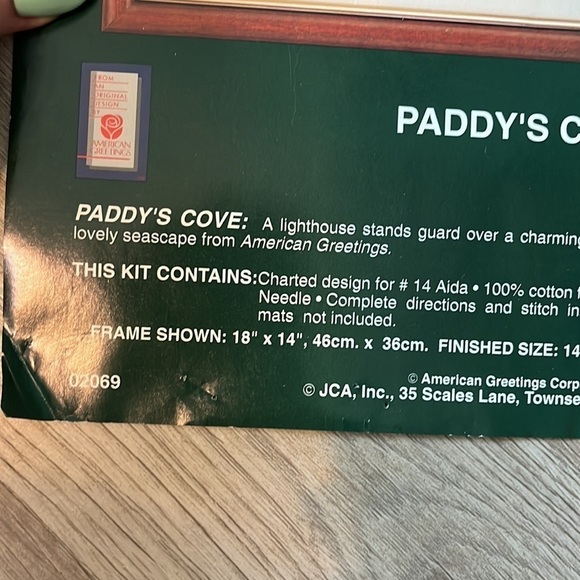 FROM
AN
ORIGINAL
DESIGN
BY
AMERICAN
GREETINGS
PADDY'S C
PADDY'S COVE: A lighthouse stands guard over a charming
lovely seascape from American Greetings.
THIS KIT CONTAINS: Charted design for # 14 Aida • 100% cotton f
Needle • Complete directions and stitch in
mats not included.
FRAME SHOWN: 18" x 14", 46cm. x 36cm. FINISHED SIZE: 14
02069
© American Greetings Corp
© JCA, Inc., 35 Scales Lane, Townse